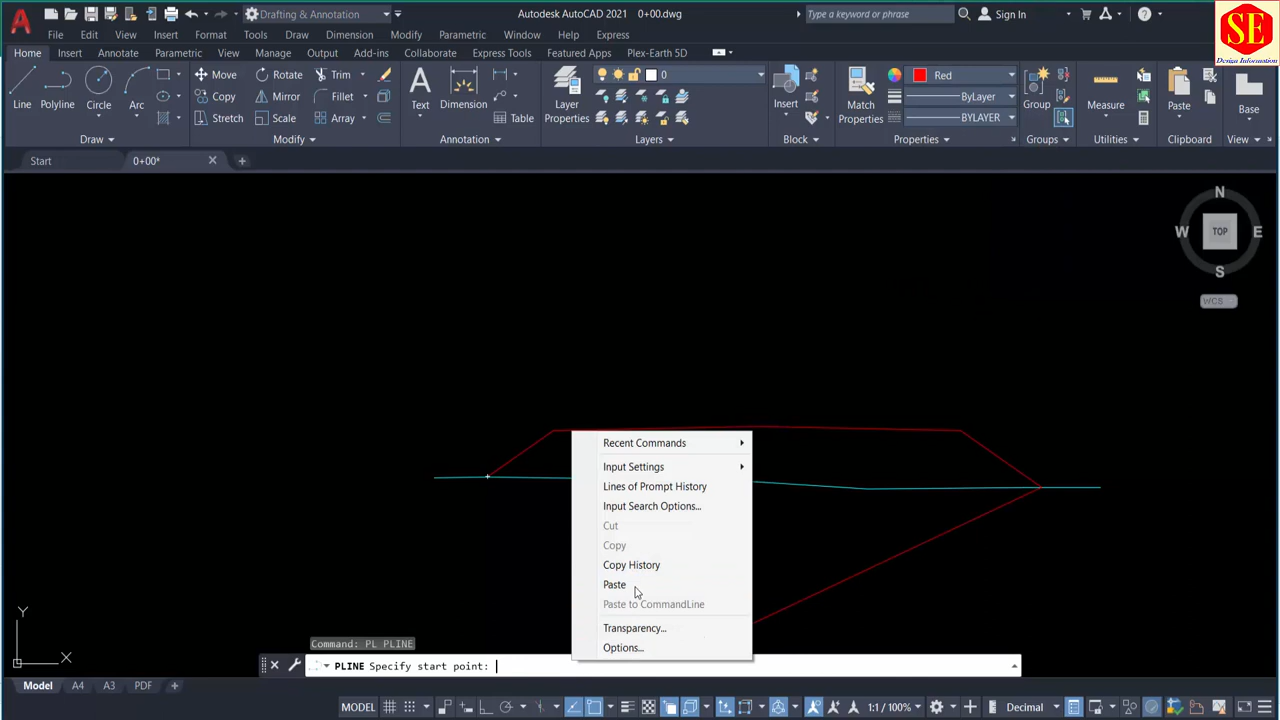 Drafting & Annotation
Autodesk AutoCAD 2021 0+00.dwg
Type a keyword or phrase
Sign In
SE
Design Information
File Edit View Insert Format Tools Draw Dimension Modify Parametric Window Help Express
Home Insert Annotate Parametric View Manage Output Add-ins Collaborate Express Tools Featured Apps Plex-Earth 5D
Line Polyline Circle Arc
Move Rotate Trim
Copy Mirror Fillet
Stretch Scale Array
Text Dimension Table
Layer Properties
0
Insert
Match Properties
Red
ByLayer
BYLAYER
Group
Measure
Paste
Base
Draw Modify Annotation Layers Block Properties Groups Utilities Clipboard View
Start 0+00*
N
W TOP E
S
WCS
Recent Commands
Input Settings
Lines of Prompt History
Input Search Options...
Cut
Copy
Copy History
Paste
Paste to CommandLine
Transparency...
Options...
Y
X
Command: PL PLINE
PLINE Specify start point:
Model A4 A3 PDF
MODEL 1:1 / 100% Decimal